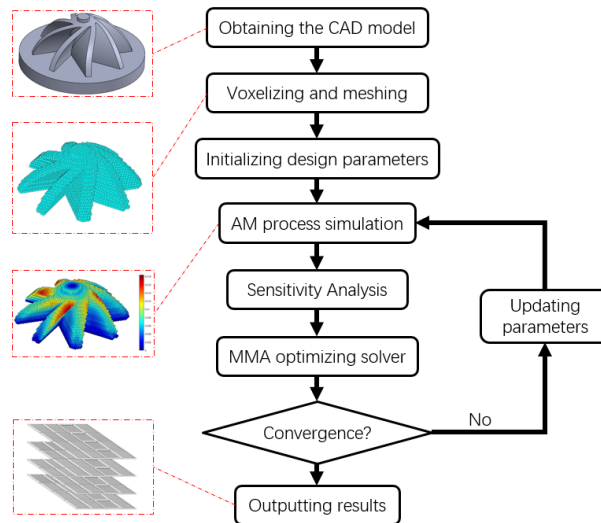 Obtaining the CAD model
Voxelizing and meshing
Initializing design parameters
AM process simulation
Sensitivity Analysis
Updating
parameters
MMA optimizing solver
Convergence?
No
Outputting results